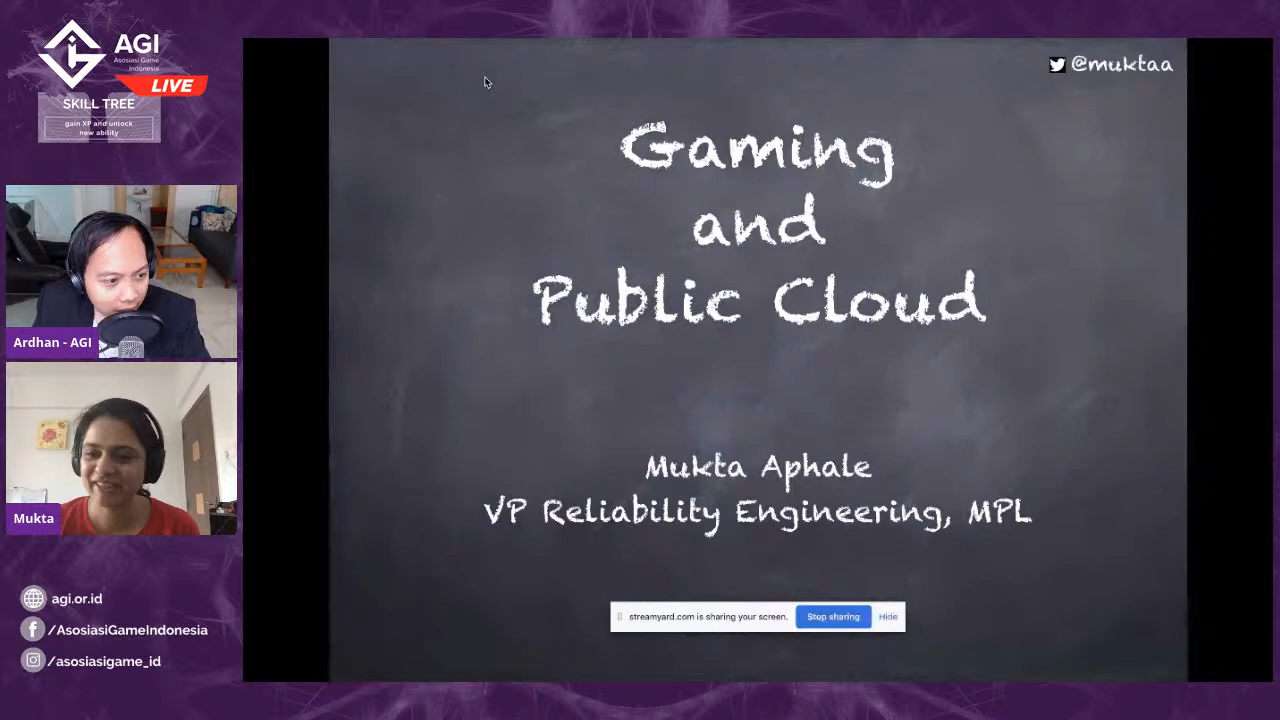 AGI
Asosiasi Game
Indonesia
LIVE
SKILL TREE
gain XP and unlock
new ability
Ardhan - AGI
Mukta
agi.or.id
/AsosiasiGameIndonesia
/asosiasigame_id
@muktaa
Gaming
and
Public Cloud
Mukta Aphale
VP Reliability Engineering, MPL
streamyard.com is sharing your screen.
Stop sharing
Hide